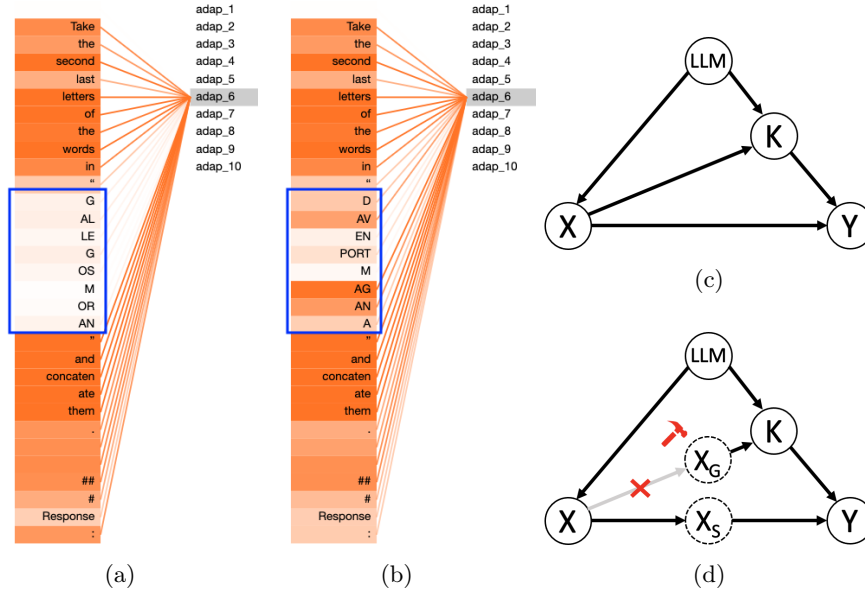 Take
the
second
last
letters
of
the
words
in
“
G
AL
LE
G
OS
M
OR
AN
”
and
concaten
ate
them
.
##
#
Response
:
adap_1
adap_2
adap_3
adap_4
adap_5
adap_6
adap_7
adap_8
adap_9
adap_10
(a)
Take
the
second
last
letters
of
the
words
in
“
D
AV
EN
PORT
M
AG
AN
A
”
and
concaten
ate
them
.
##
#
Response
:
adap_1
adap_2
adap_3
adap_4
adap_5
adap_6
adap_7
adap_8
adap_9
adap_10
(b)
LLM
K
X
Y
(c)
LLM
K
X_G
X
X_S
Y
(d)